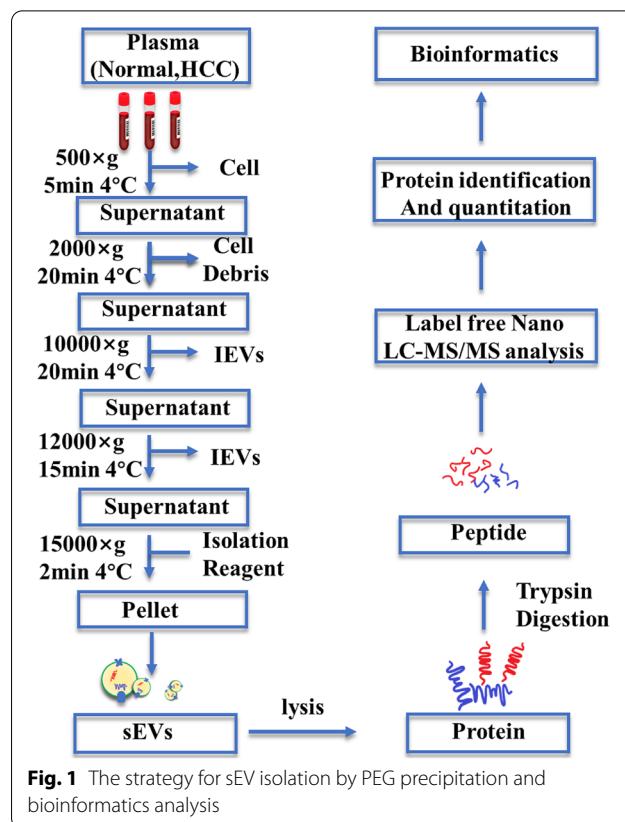 Plasma
(Normal,HCC)
500×g
5min 4°C
Cell
Supernatant
2000×g
20min 4°C
Cell
Debris
Supernatant
10000×g
20min 4°C
IEVs
Supernatant
12000×g
15min 4°C
IEVs
Supernatant
15000×g
2min 4°C
Isolation
Reagent
Pellet
sEVs
lysis
Protein
Trypsin
Digestion
Peptide
Label free Nano
LC-MS/MS analysis
Protein identification
And quantitation
Bioinformatics
Fig. 1 The strategy for sEV isolation by PEG precipitation and
bioinformatics analysis